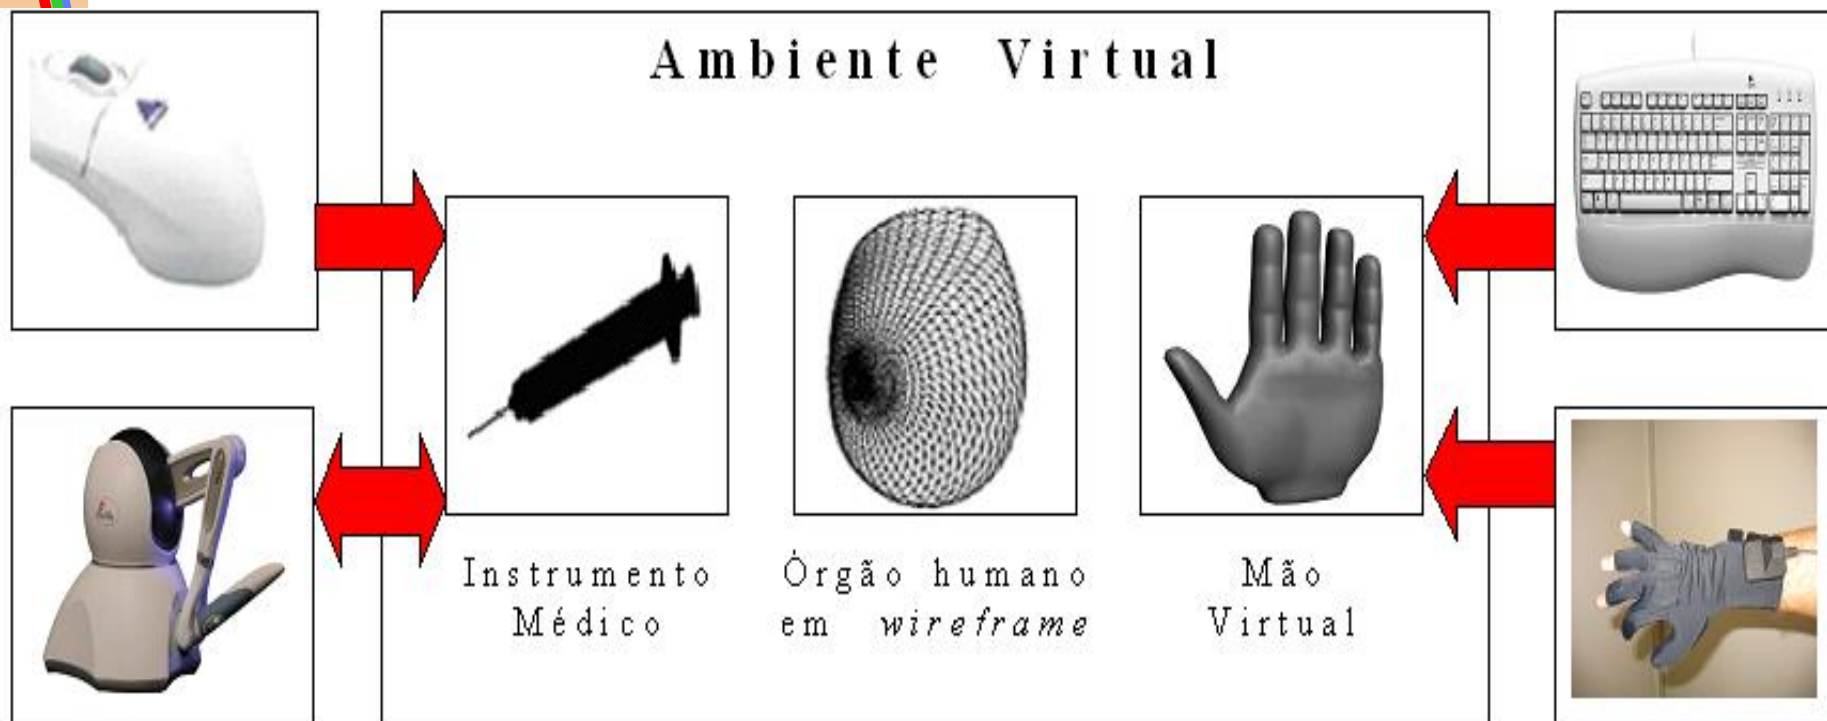 Ambiente Virtual
Instrumento
Médico
Órgão humano
em wireframe
Mão
Virtual